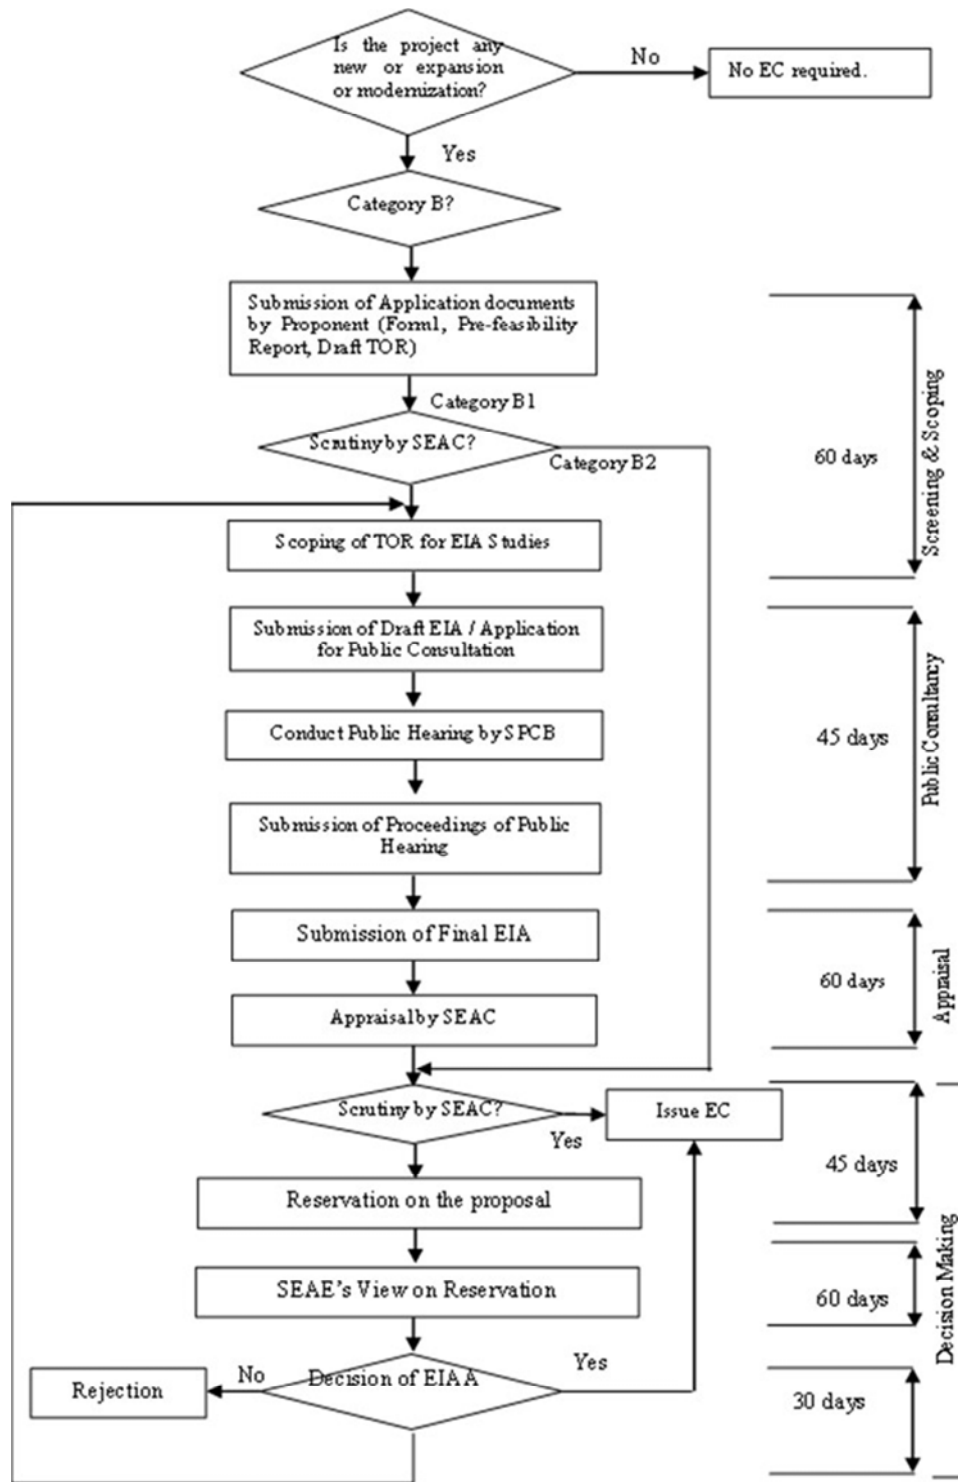 Is the project any
new or expansion
or modernization?
No
No EC required.
Yes
Category B?
Submission of Application documents
by Proponent (Form1, Pre-feasibility
Report, Draft TOR)
Category B1
Scrutiny by SEAC?
Category B2
60 days
Screening & Scoping
Scoping of TOR for EIA Studies
Submission of Draft EIA / Application
for Public Consultation
Conduct Public Hearing by SPCB
45 days
Public Consultancy
Submission of Proceedings of Public
Hearing
Submission of Final EIA
60 days
Appraisal
Appraisal by SEAC
Scrutiny by SEAC?
Yes
Issue EC
45 days
Reservation on the proposal
SEAE's View on Reservation
60 days
Decision Making
Decision of EIAA
No
Yes
Rejection
30 days